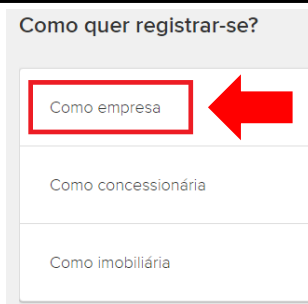 Como quer registrar-se?
Como empresa
Como concessionária
Como imobiliária